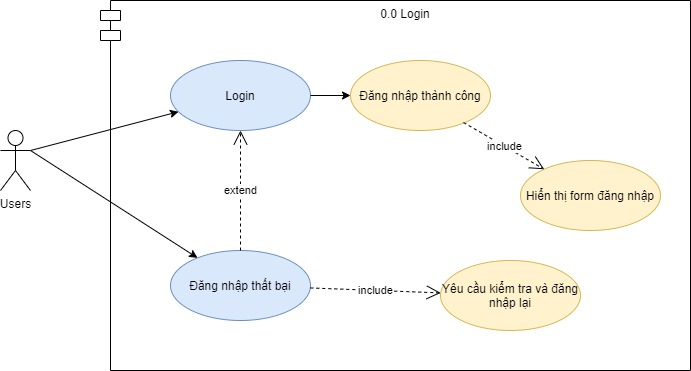 0.0 Login
Login
Đăng nhập thành công
include
Hiển thị form đăng nhập
extend
Users
Đăng nhập thất bại
include
Yêu cầu kiểm tra và đăng
nhập lại